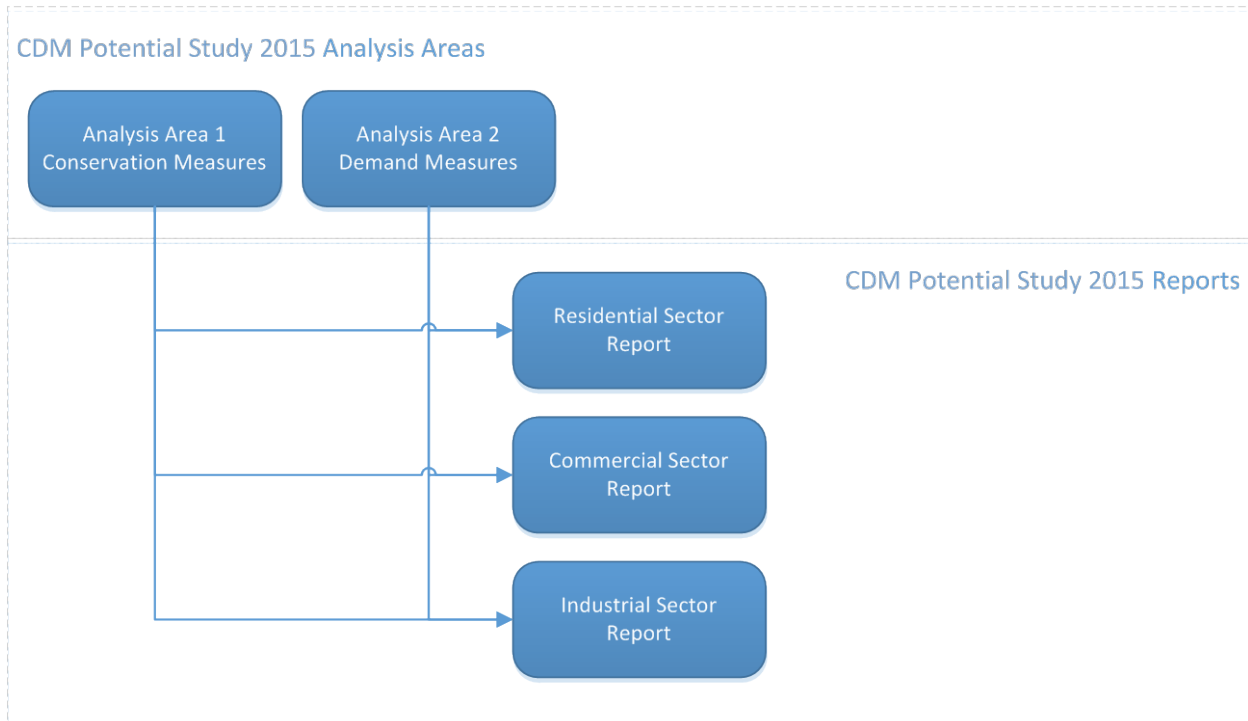 CDM Potential Study 2015 Analysis Areas
Analysis Area 1
Conservation Measures
Analysis Area 2
Demand Measures
CDM Potential Study 2015 Reports
Residential Sector
Report
Commercial Sector
Report
Industrial Sector
Report